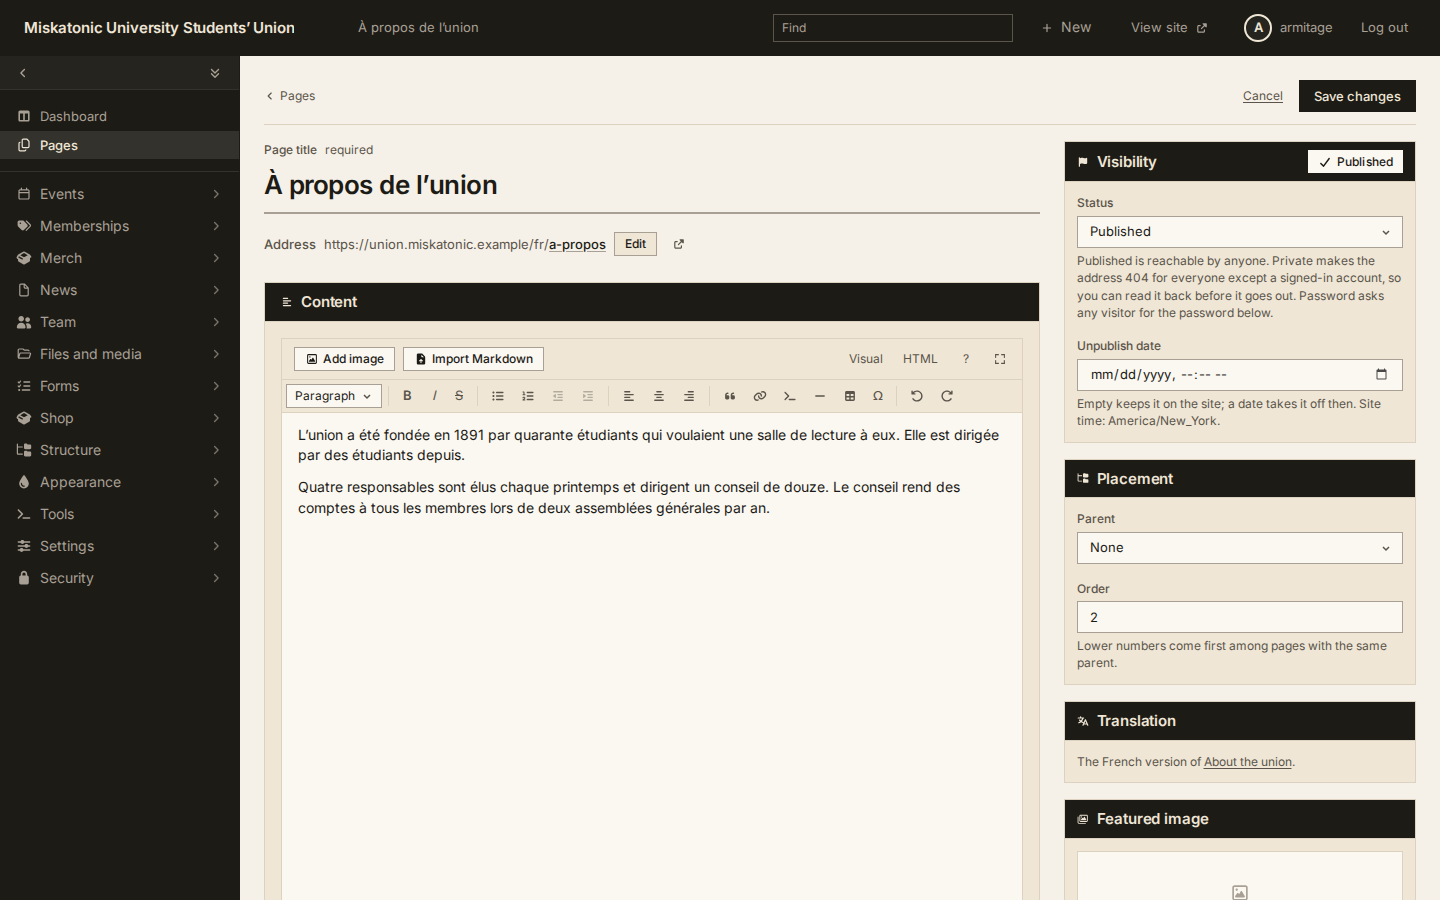 Miskatonic University Students’ Union
À propos de l’union
Find
New
View site
A
armitage
Log out
Dashboard
Pages
Events
Memberships
Merch
News
Team
Files and media
Forms
Shop
Structure
Appearance
Tools
Settings
Security
Pages
Cancel
Save changes
Page title required
À propos de l’union
Address https://union.miskatonic.example/fr/a-propos Edit
Content
Add image
Import Markdown
Visual
HTML
?
Paragraph
B
I
S
Ω
L’union a été fondée en 1891 par quarante étudiants qui voulaient une salle de lecture à eux. Elle est dirigée
par des étudiants depuis.
Quatre responsables sont élus chaque printemps et dirigent un conseil de douze. Le conseil rend des
comptes à tous les membres lors de deux assemblées générales par an.
Visibility
Published
Status
Published
Published is reachable by anyone. Private makes the
address 404 for everyone except a signed-in account, so
you can read it back before it goes out. Password asks
any visitor for the password below.
Unpublish date
mm/dd/yyyy, --:-- --
Empty keeps it on the site; a date takes it off then. Site
time: America/New_York.
Placement
Parent
None
Order
2
Lower numbers come first among pages with the same
parent.
Translation
The French version of About the union.
Featured image